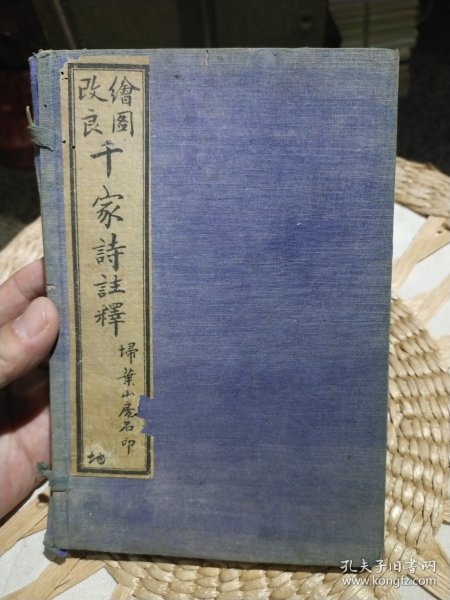 繪圖
改良
千家詩註釋
埽葉山房石印
地
孔夫子旧书网
www.kongfz.com